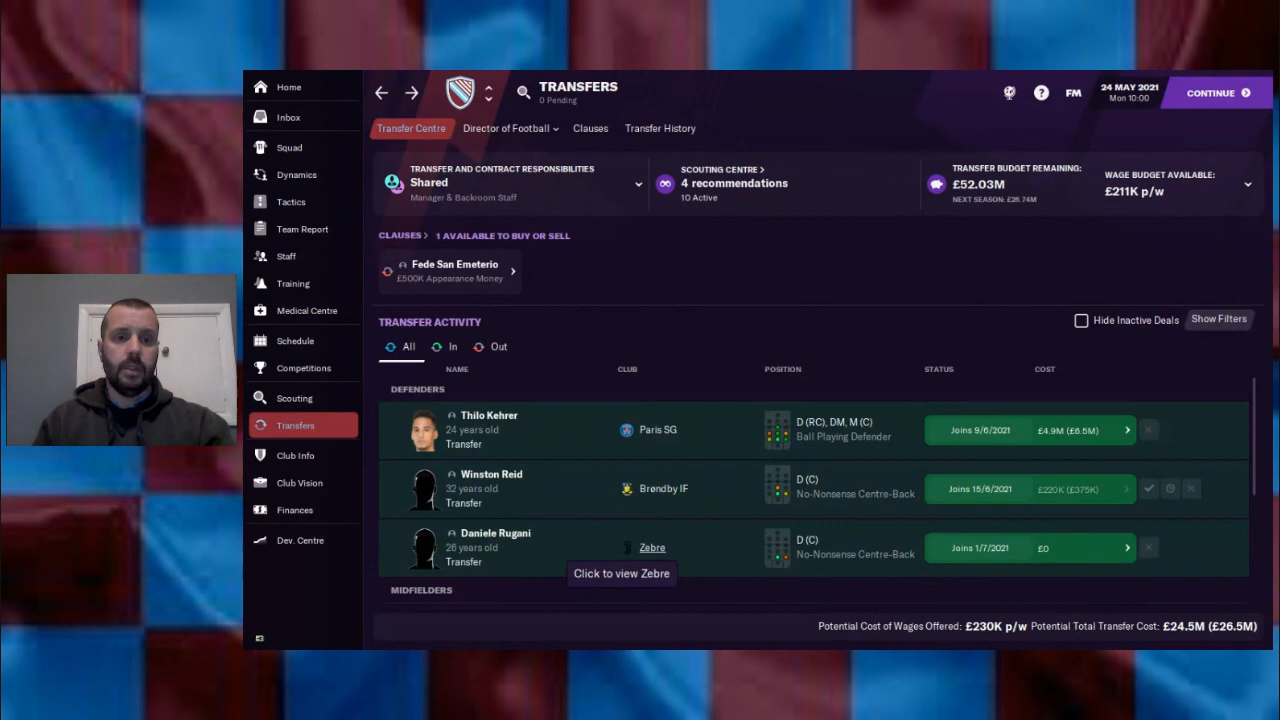 Home
Inbox
Squad
Dynamics
Tactics
Team Report
Staff
Training
Medical Centre
Schedule
Competitions
Scouting
Transfers
Club Info
Club Vision
Finances
Dev. Centre
TRANSFERS
0 Pending
FM
24 MAY 2021
Mon 10:00
CONTINUE
Transfer Centre
Director of Football
Clauses
Transfer History
TRANSFER AND CONTRACT RESPONSIBILITIES
Shared
Manager & Backroom Staff
SCOUTING CENTRE >
4 recommendations
10 Active
TRANSFER BUDGET REMAINING:
£52.03M
NEXT SEASON: £26.74M
WAGE BUDGET AVAILABLE:
£211K p/w
CLAUSES > 1 AVAILABLE TO BUY OR SELL
Fede San Emeterio
£500K Appearance Money
TRANSFER ACTIVITY
Hide Inactive Deals
Show Filters
All
In
Out
NAME CLUB POSITION STATUS COST
DEFENDERS
Thilo Kehrer
24 years old
Transfer
Paris SG
D (RC), DM, M (C)
Ball Playing Defender
Joins 9/6/2021 £4.9M (£6.5M)
Winston Reid
32 years old
Transfer
Brøndby IF
D (C)
No-Nonsense Centre-Back
Joins 15/6/2021 £220K (£375K)
Daniele Rugani
26 years old
Transfer
Zebre
D (C)
No-Nonsense Centre-Back
Joins 1/7/2021 £0
Click to view Zebre
MIDFIELDERS
Potential Cost of Wages Offered: £230K p/w Potential Total Transfer Cost: £24.5M (£26.5M)